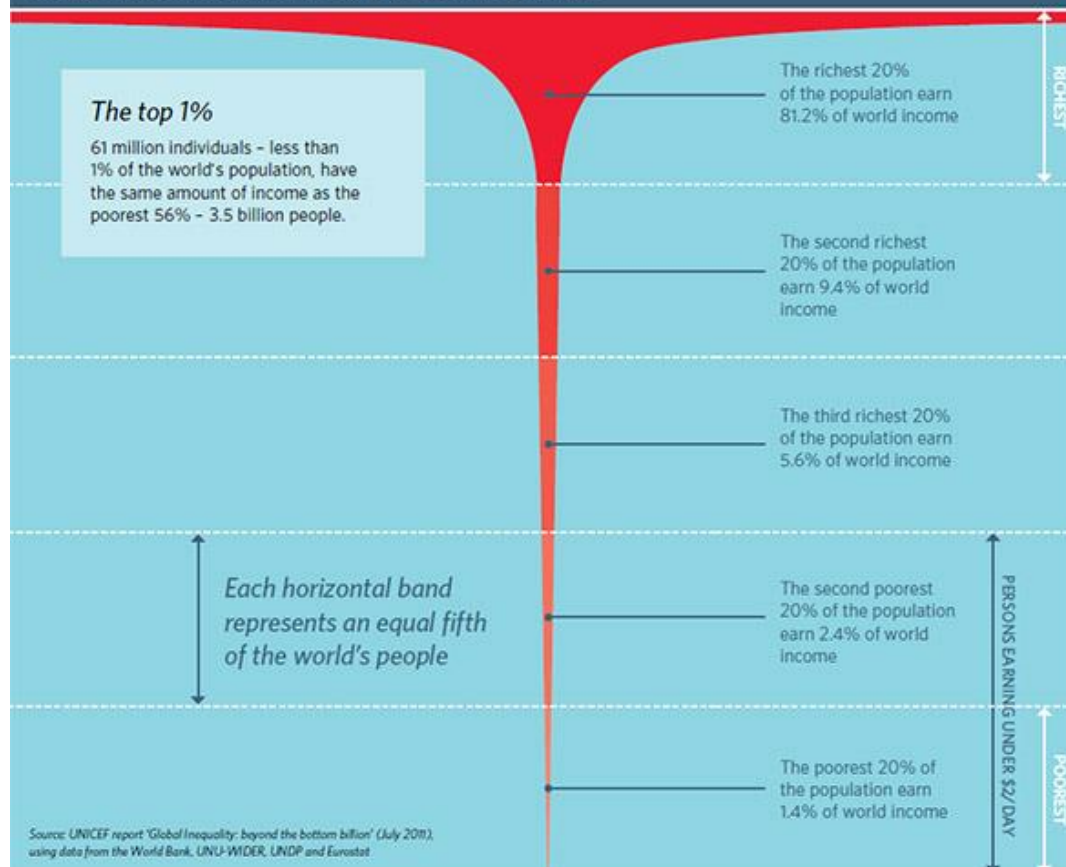 The top 1%
61 million individuals – less than
1% of the world's population, have
the same amount of income as the
poorest 56% – 3.5 billion people.
The richest 20%
of the population earn
81.2% of world income
RICHEST
The second richest
20% of the population
earn 9.4% of world
income
The third richest 20%
of the population earn
5.6% of world income
Each horizontal band
represents an equal fifth
of the world's people
The second poorest
20% of the population
earn 2.4% of world
income
PERSONS EARNING UNDER $2/DAY
The poorest 20% of
the population earn
1.4% of world income
POOREST
Source: UNICEF report 'Global Inequality: beyond the bottom billion' (July 2011),
using data from the World Bank, UNU-WIDER, UNDP and Eurostat